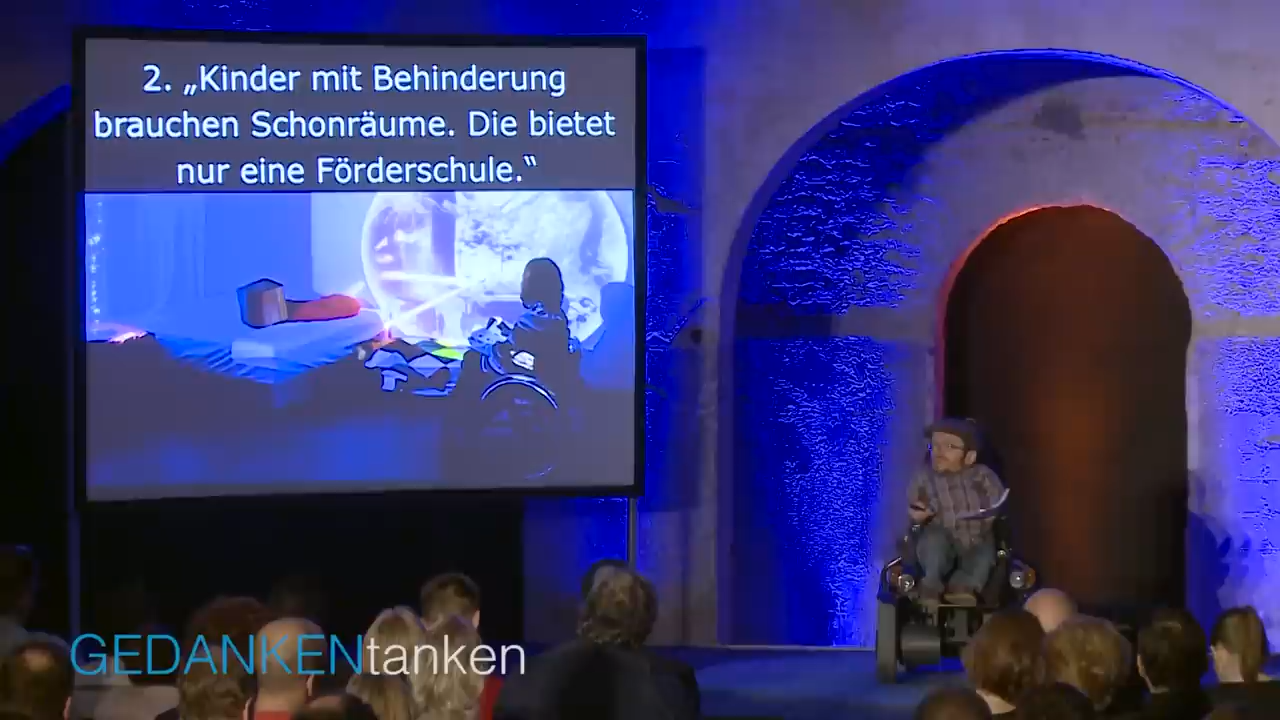 2. „Kinder mit Behinderung
brauchen Schonräume. Die bietet
nur eine Förderschule.“
GEDANKENtanken